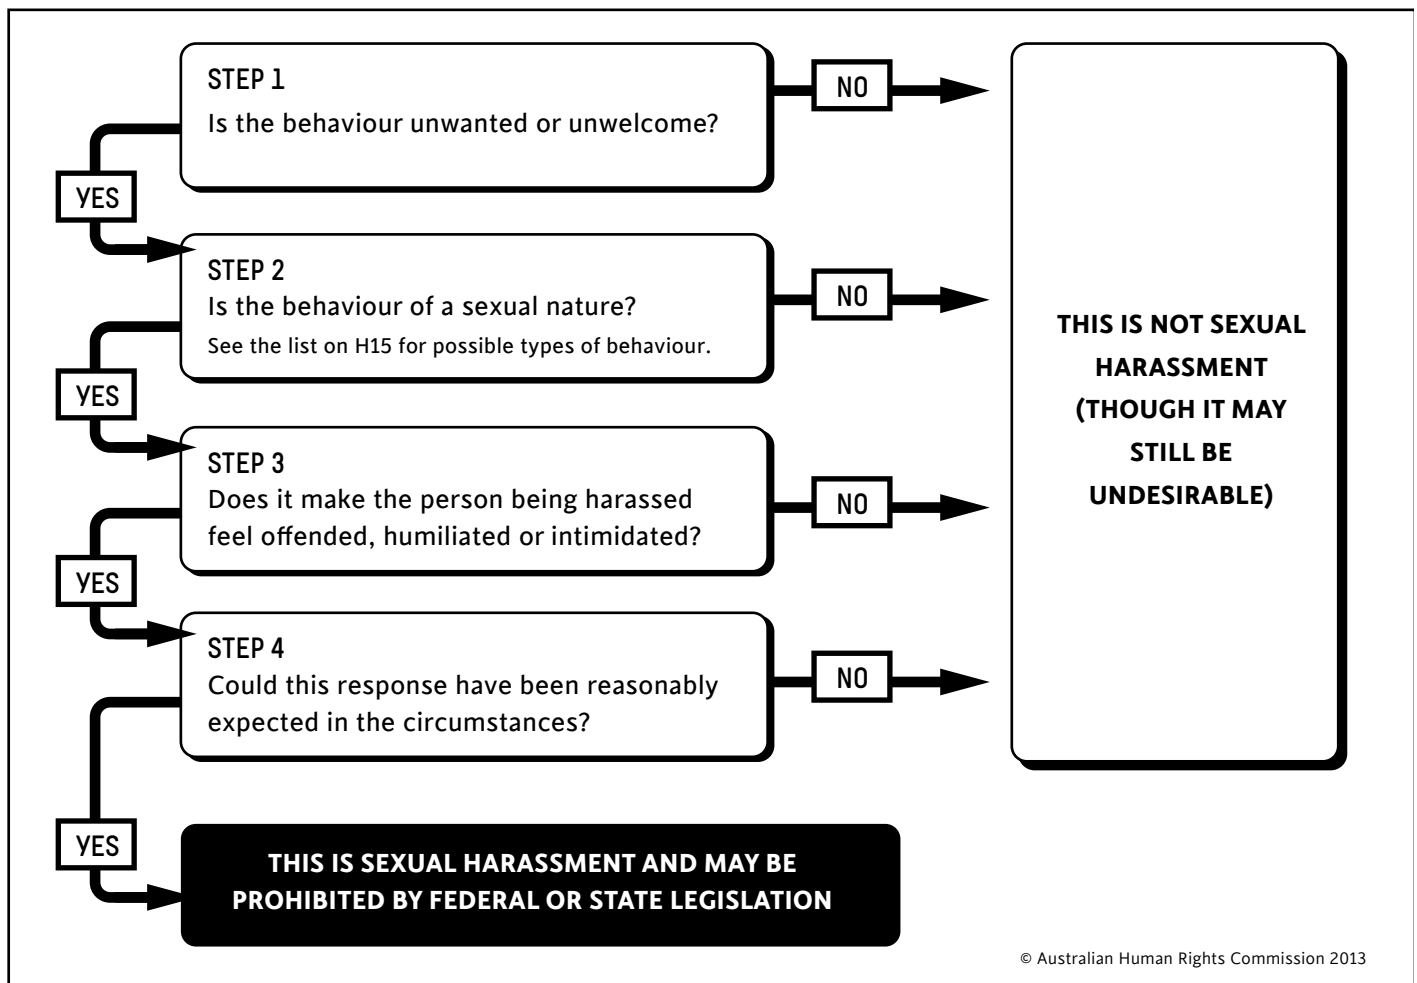 STEP 1
Is the behaviour unwanted or unwelcome?
NO
YES
STEP 2
Is the behaviour of a sexual nature?
See the list on H15 for possible types of behaviour.
NO
YES
STEP 3
Does it make the person being harassed
feel offended, humiliated or intimidated?
NO
YES
STEP 4
Could this response have been reasonably
expected in the circumstances?
NO
YES
THIS IS SEXUAL HARASSMENT AND MAY BE
PROHIBITED BY FEDERAL OR STATE LEGISLATION
THIS IS NOT SEXUAL
HARASSMENT
(THOUGH IT MAY
STILL BE
UNDESIRABLE)
© Australian Human Rights Commission 2013